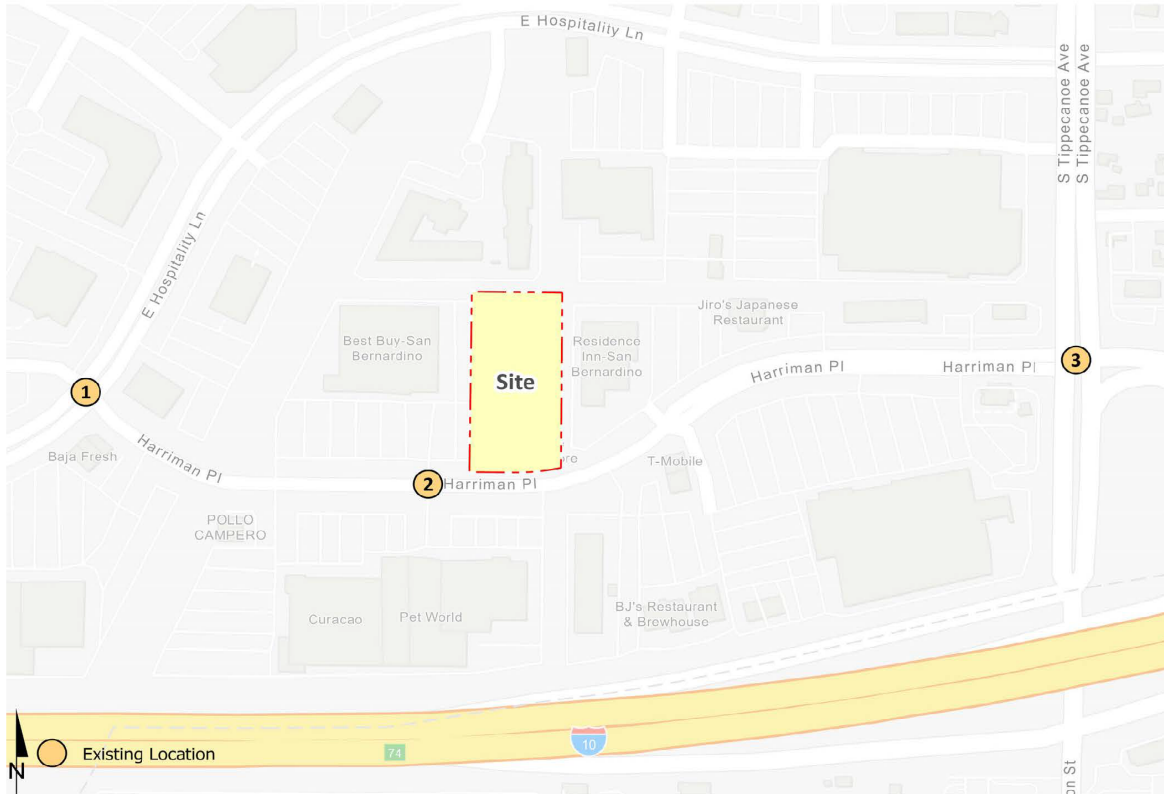 E Hospitality Ln
S Tippecanoe Ave
S Tippecanoe Ave
E Hospitality Ln
Jiro's Japanese
Restaurant
Best Buy-San
Bernardino
Residence
Inn-San
Bernardino
Site
1
3
Harriman Pl
Harriman Pl
Baja Fresh
Harriman Pl
T-Mobile
2
Harriman Pl
POLLO
CAMPERO
Curacao
Pet World
BJ's Restaurant
& Brewhouse
10
74
Existing Location
N